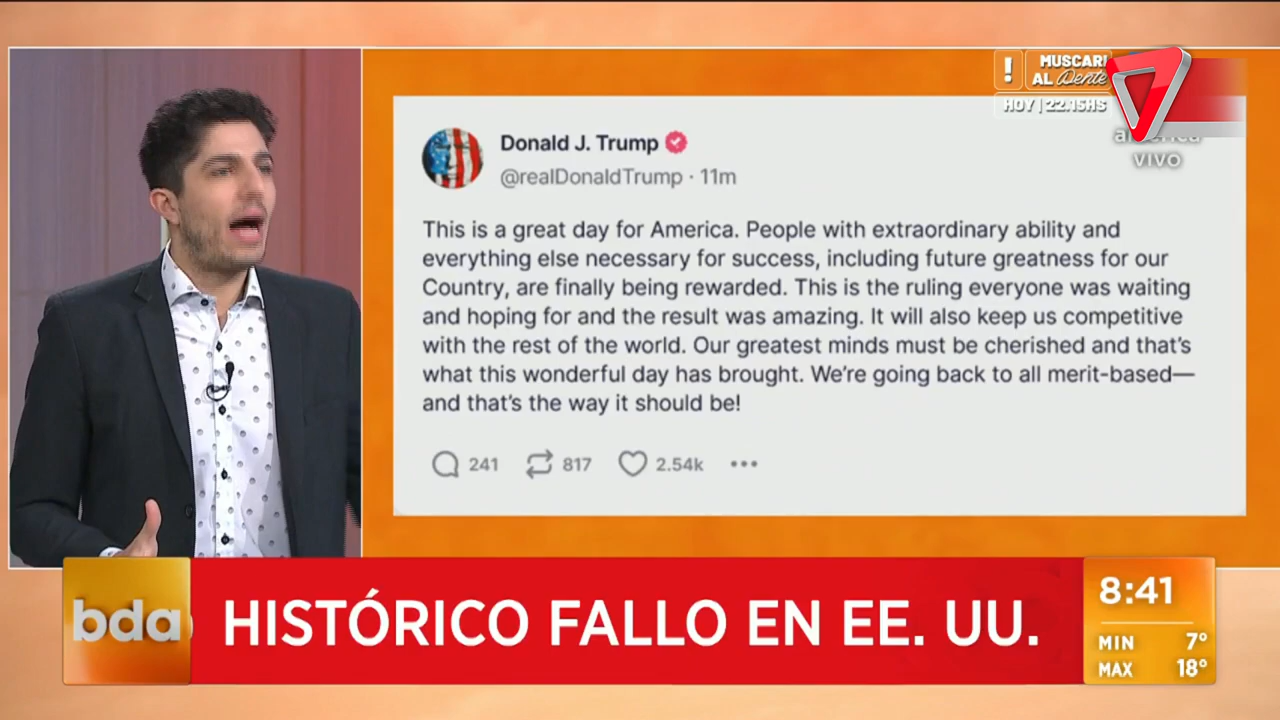 !
MUSCARI
AL Dente
HOY | 22.15HS
VIVO
Donald J. Trump
@realDonaldTrump · 11m
This is a great day for America. People with extraordinary ability and
everything else necessary for success, including future greatness for our
Country, are finally being rewarded. This is the ruling everyone was waiting
and hoping for and the result was amazing. It will also keep us competitive
with the rest of the world. Our greatest minds must be cherished and that's
what this wonderful day has brought. We're going back to all merit-based—
and that's the way it should be!
241 817 2.54k •••
bda
HISTÓRICO FALLO EN EE. UU.
8:41
MIN 7°
MAX 18°